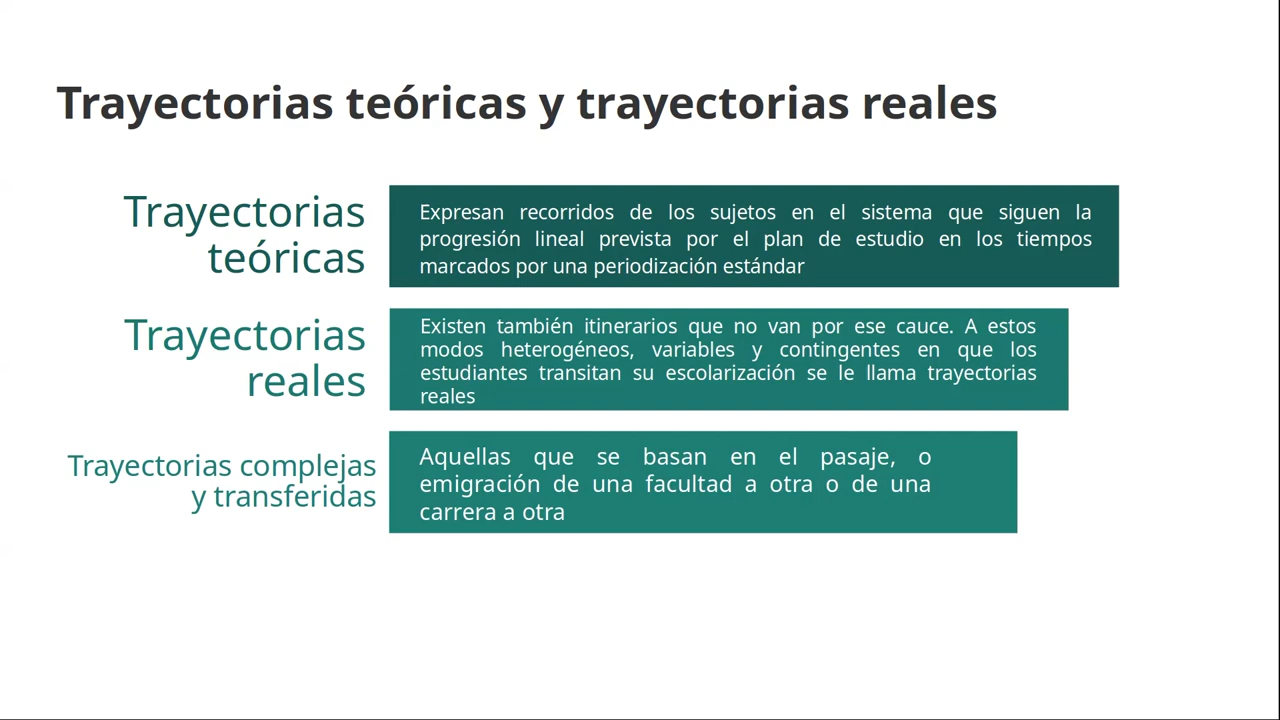 Trayectorias teóricas y trayectorias reales
Trayectorias
teóricas
Expresan recorridos de los sujetos en el sistema que siguen la
progresión lineal prevista por el plan de estudio en los tiempos
marcados por una periodización estándar
Trayectorias
reales
Existen también itinerarios que no van por ese cauce. A estos
modos heterogéneos, variables y contingentes en que los
estudiantes transitan su escolarización se le llama trayectorias
reales
Trayectorias complejas
y transferidas
Aquellas que se basan en el pasaje, o
emigración de una facultad a otra o de una
carrera a otra